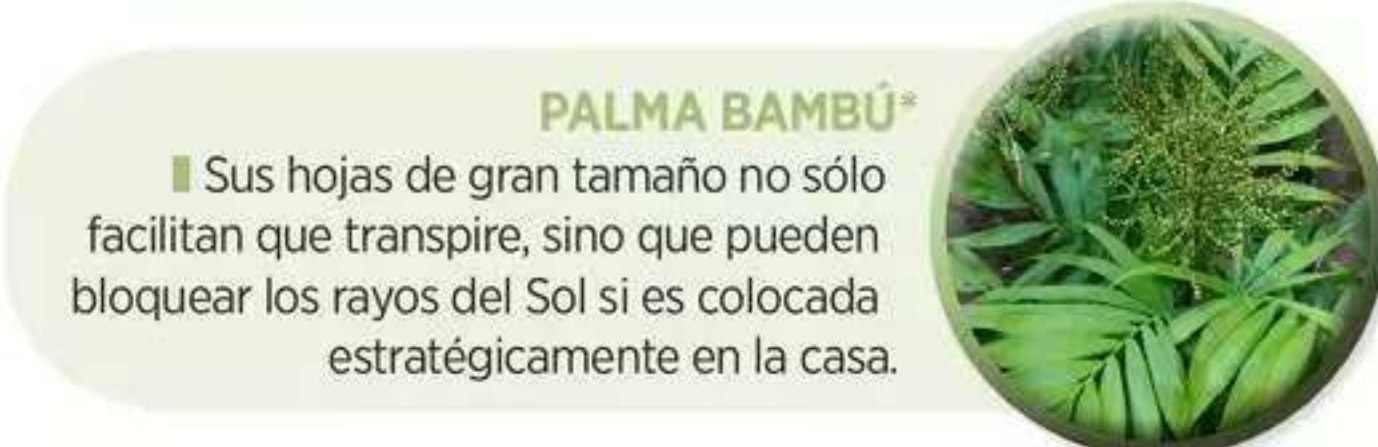 PALMA BAMBÚ*
Sus hojas de gran tamaño no sólo
facilitan que transpire, sino que pueden
bloquear los rayos del Sol si es colocada
estratégicamente en la casa.